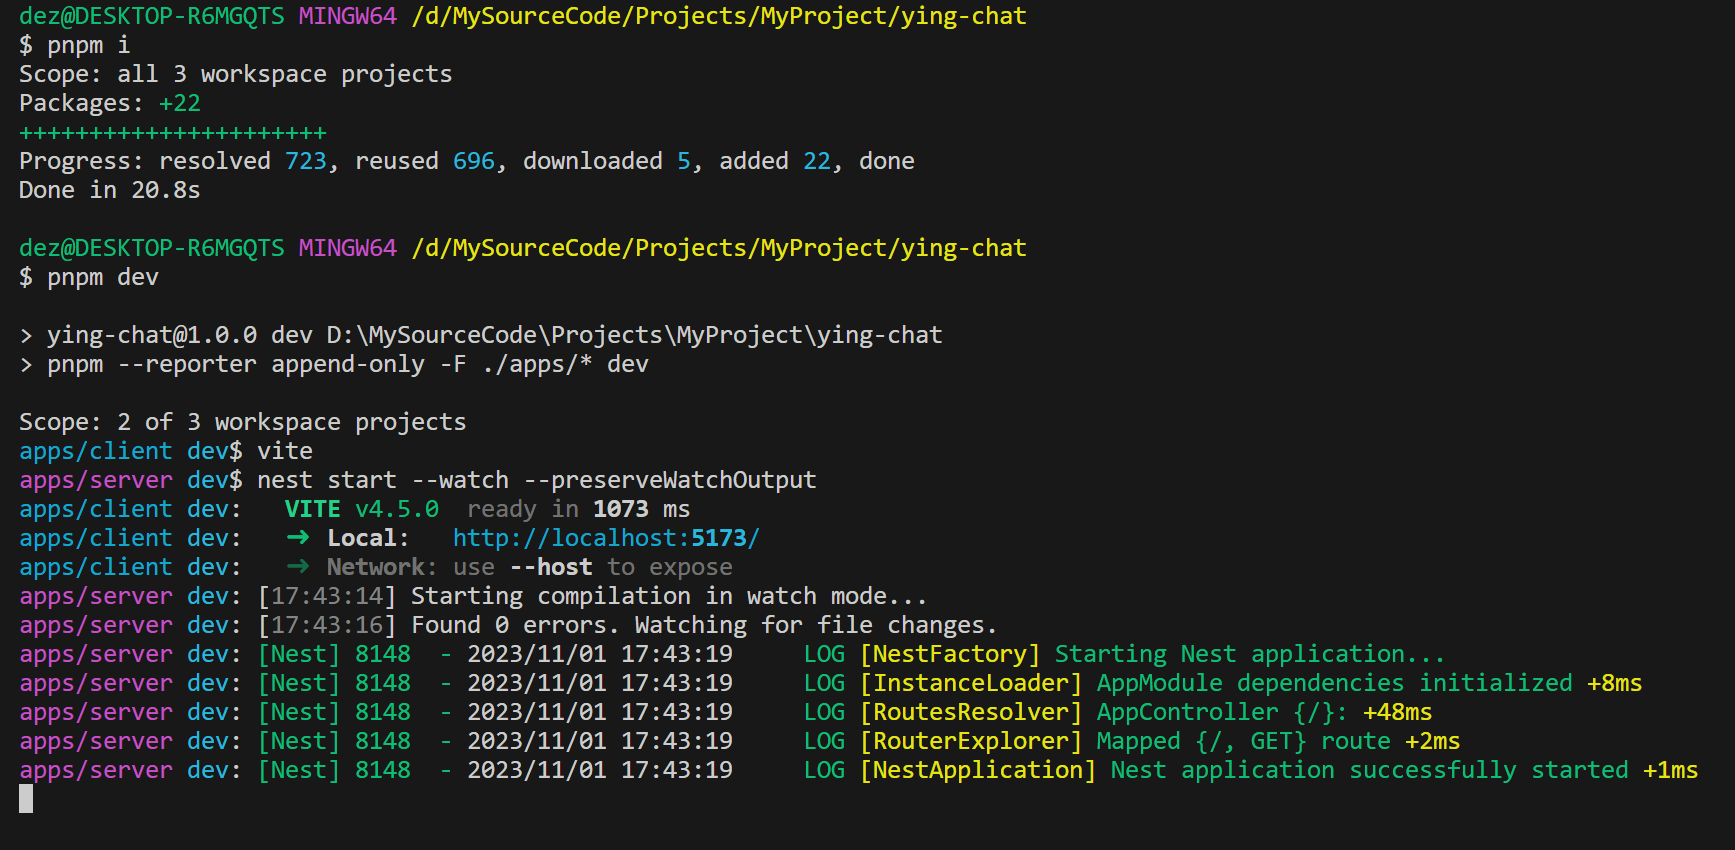 dez@DESKTOP-R6MGQTS MINGW64 /d/MySourceCode/Projects/MyProject/ying-chat
$ pnpm i
Scope: all 3 workspace projects
Packages: +22
++++++++++++++++++++++
Progress: resolved 723, reused 696, downloaded 5, added 22, done
Done in 20.8s
dez@DESKTOP-R6MGQTS MINGW64 /d/MySourceCode/Projects/MyProject/ying-chat
$ pnpm dev
> ying-chat@1.0.0 dev D:\MySourceCode\Projects\MyProject\ying-chat
> pnpm --reporter append-only -F ./apps/* dev
Scope: 2 of 3 workspace projects
apps/client dev$ vite
apps/server dev$ nest start --watch --preserveWatchOutput
apps/client dev:   VITE v4.5.0  ready in 1073 ms
apps/client dev:   ➜ Local:   http://localhost:5173/
apps/client dev:   ➜ Network: use --host to expose
apps/server dev: [17:43:14] Starting compilation in watch mode...
apps/server dev: [17:43:16] Found 0 errors. Watching for file changes.
apps/server dev: [Nest] 8148  - 2023/11/01 17:43:19     LOG [NestFactory] Starting Nest application...
apps/server dev: [Nest] 8148  - 2023/11/01 17:43:19     LOG [InstanceLoader] AppModule dependencies initialized +8ms
apps/server dev: [Nest] 8148  - 2023/11/01 17:43:19     LOG [RoutesResolver] AppController {/}: +48ms
apps/server dev: [Nest] 8148  - 2023/11/01 17:43:19     LOG [RouterExplorer] Mapped {/, GET} route +2ms
apps/server dev: [Nest] 8148  - 2023/11/01 17:43:19     LOG [NestApplication] Nest application successfully started +1ms